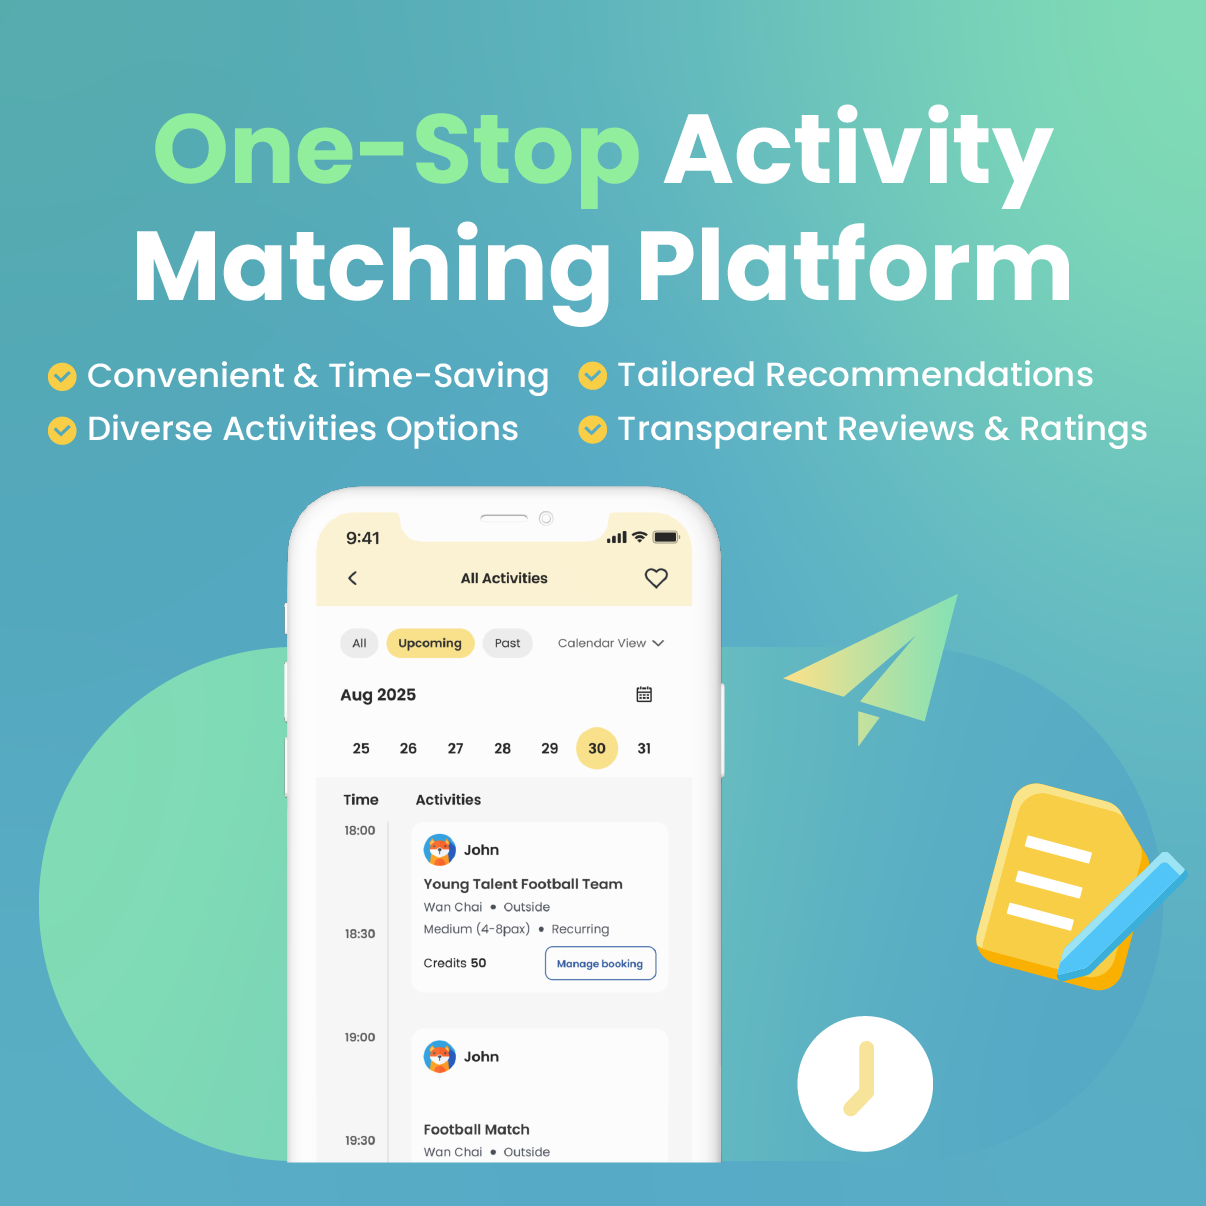 One-Stop Activity
Matching Platform
Convenient & Time-Saving
Tailored Recommendations
Diverse Activities Options
Transparent Reviews & Ratings
9:41
All Activities
All Upcoming Past Calendar View
Aug 2025
25 26 27 28 29 30 31
Time Activities
18:00
John
Young Talent Football Team
Wan Chai • Outside
Medium (4-8pax) • Recurring
18:30
Credits 50 Manage booking
19:00
John
Football Match
19:30
Wan Chai • Outside